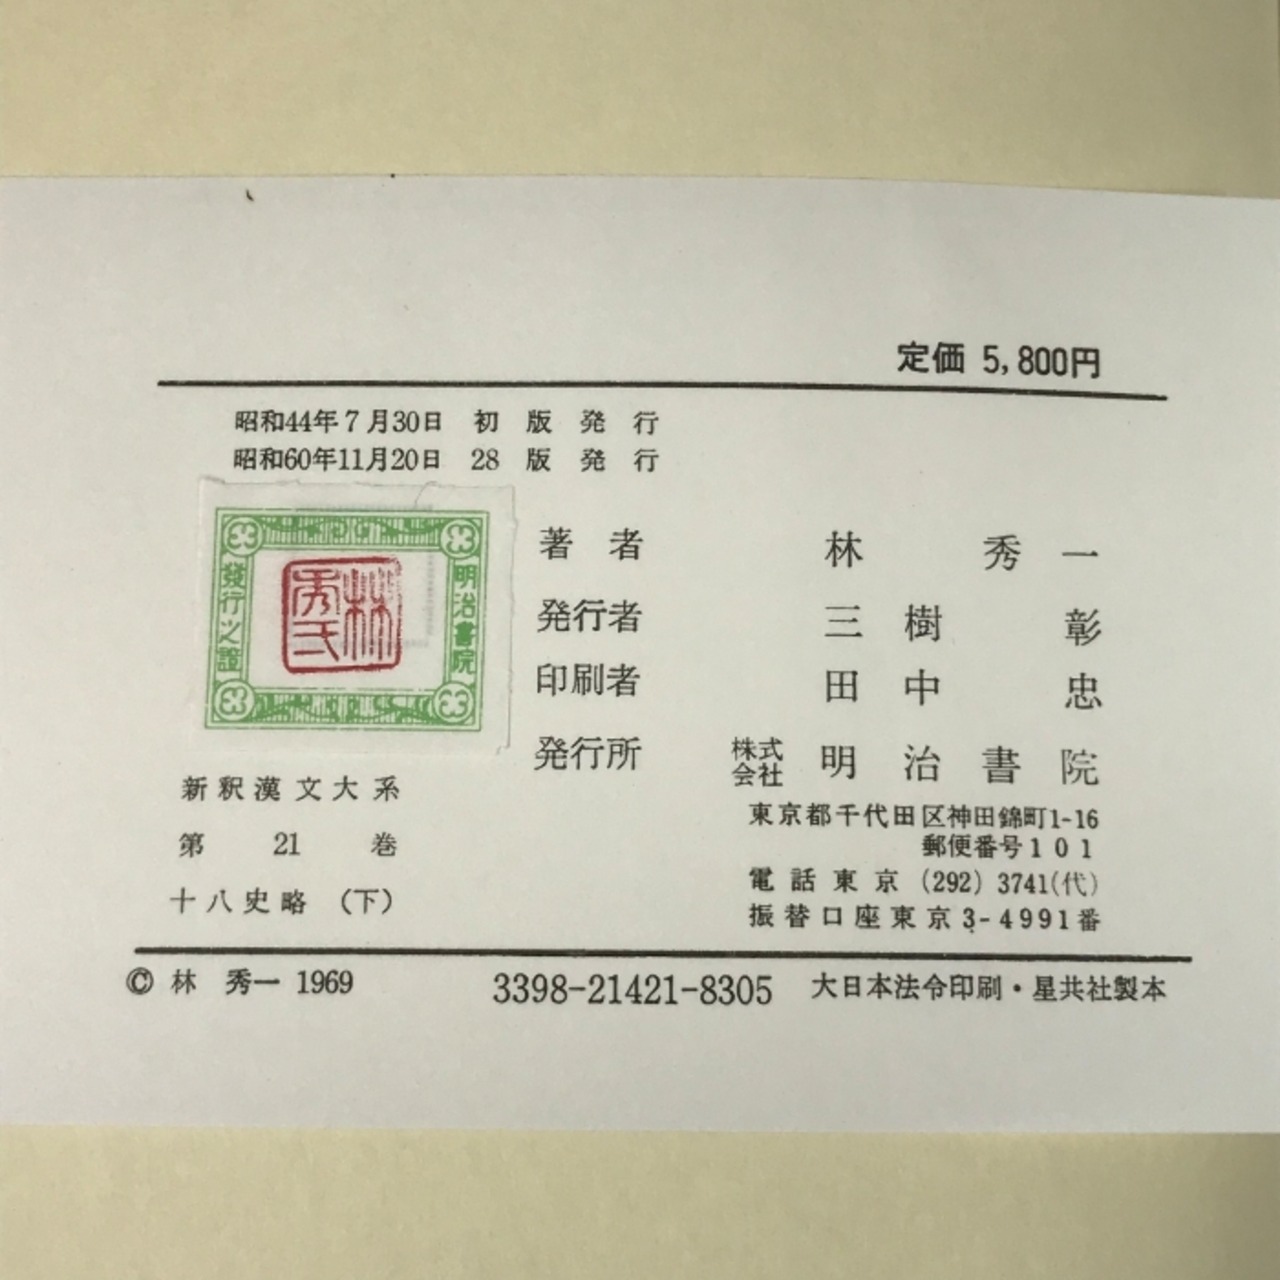 定価 5,800円
昭和44年7月30日 初版発行
昭和60年11月20日 28版発行
發行之證
明治書院
林秀弌
著者 林秀一
発行者 三樹彰
印刷者 田中忠
発行所 株式会社 明治書院
東京都千代田区神田錦町1-16
郵便番号101
電話東京(292)3741(代)
振替口座東京3-4991番
新釈漢文大系
第21巻
十八史略(下)
© 林秀一 1969
3398-21421-8305
大日本法令印刷・星共社製本